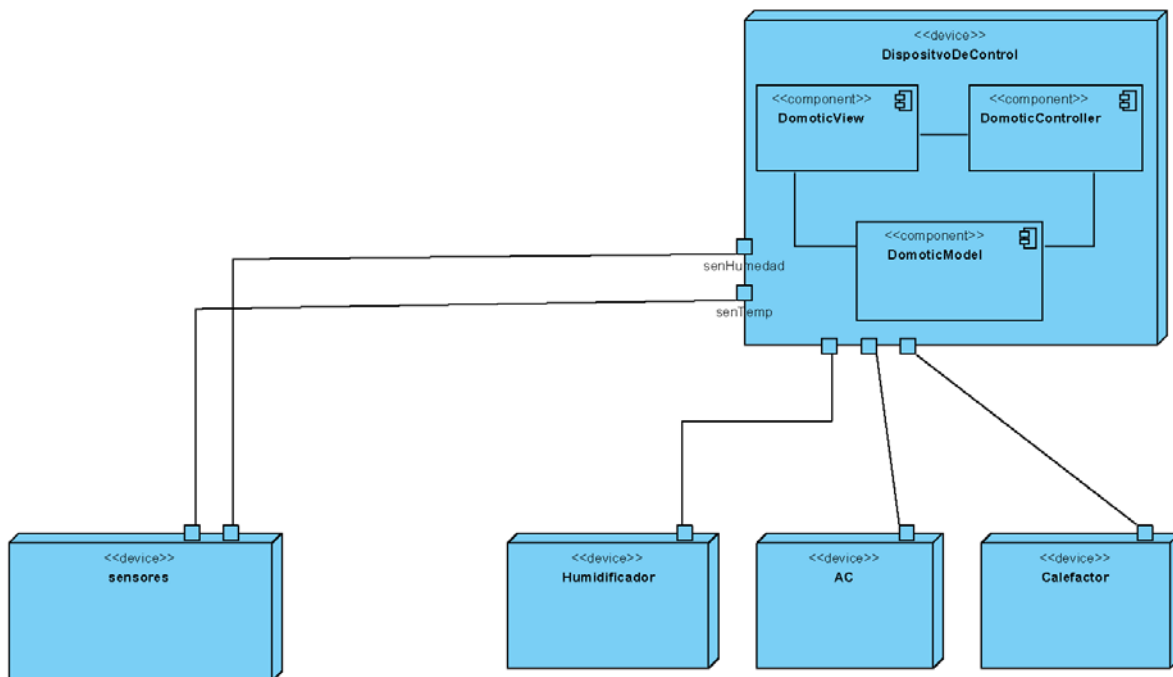 <<device>>
DispositvoDeControl
<<component>>
DomoticView
<<component>>
DomoticController
<<component>>
DomoticModel
senHumedad
senTemp
<<device>>
sensores
<<device>>
Humidificador
<<device>>
AC
<<device>>
Calefactor